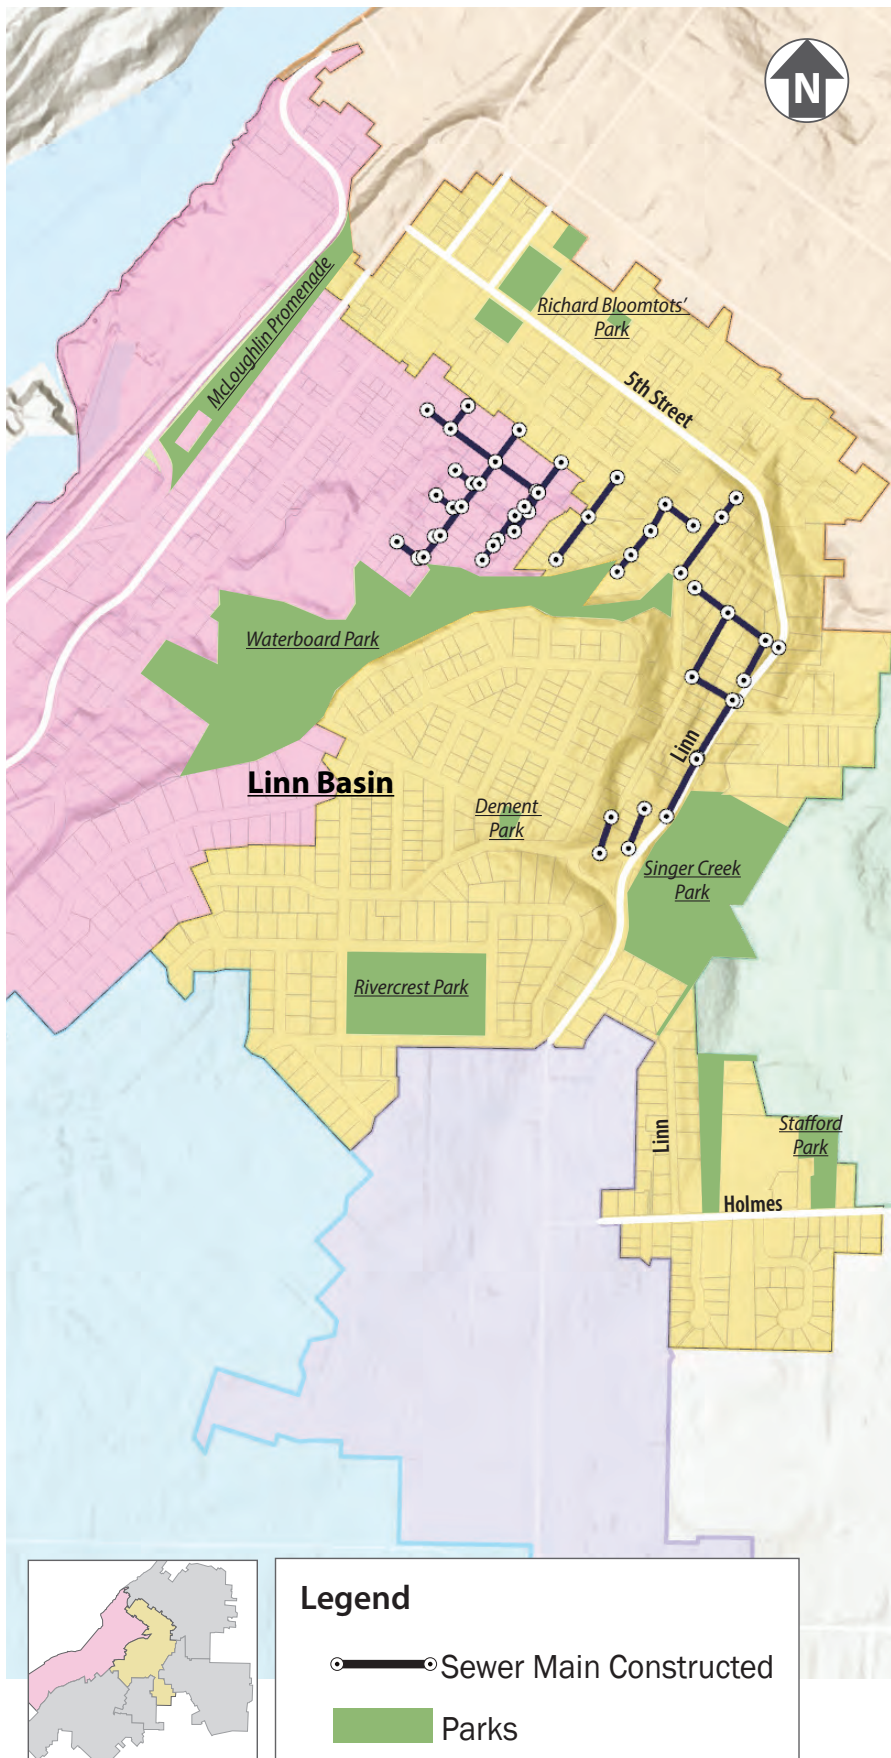 N
McLoughlin Promenade
Richard Bloomtots'
Park
5th Street
Waterboard Park
Linn
Linn Basin
Dement
Park
Singer Creek
Park
Rivercrest Park
Linn
Stafford
Park
Holmes
Legend
Sewer Main Constructed
Parks